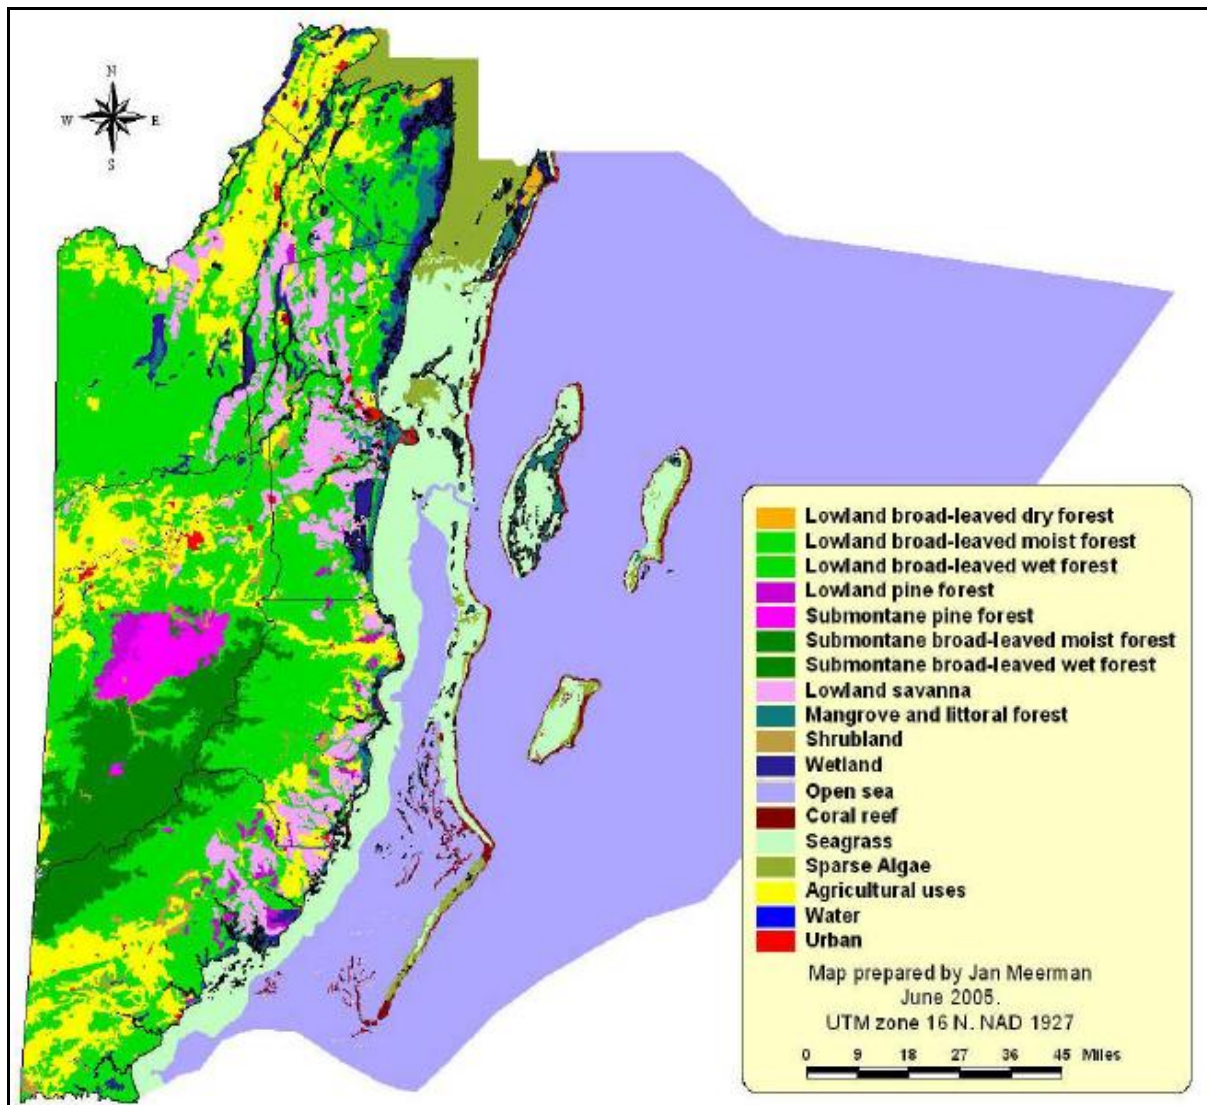 N
W E
S
Lowland broad-leaved dry forest
Lowland broad-leaved moist forest
Lowland broad-leaved wet forest
Lowland pine forest
Submontane pine forest
Submontane broad-leaved moist forest
Submontane broad-leaved wet forest
Lowland savanna
Mangrove and littoral forest
Shrubland
Wetland
Open sea
Coral reef
Seagrass
Sparse Algae
Agricultural uses
Water
Urban
Map prepared by Jan Meerman
June 2005.
UTM zone 16 N. NAD 1927
0 9 18 27 36 45 Miles